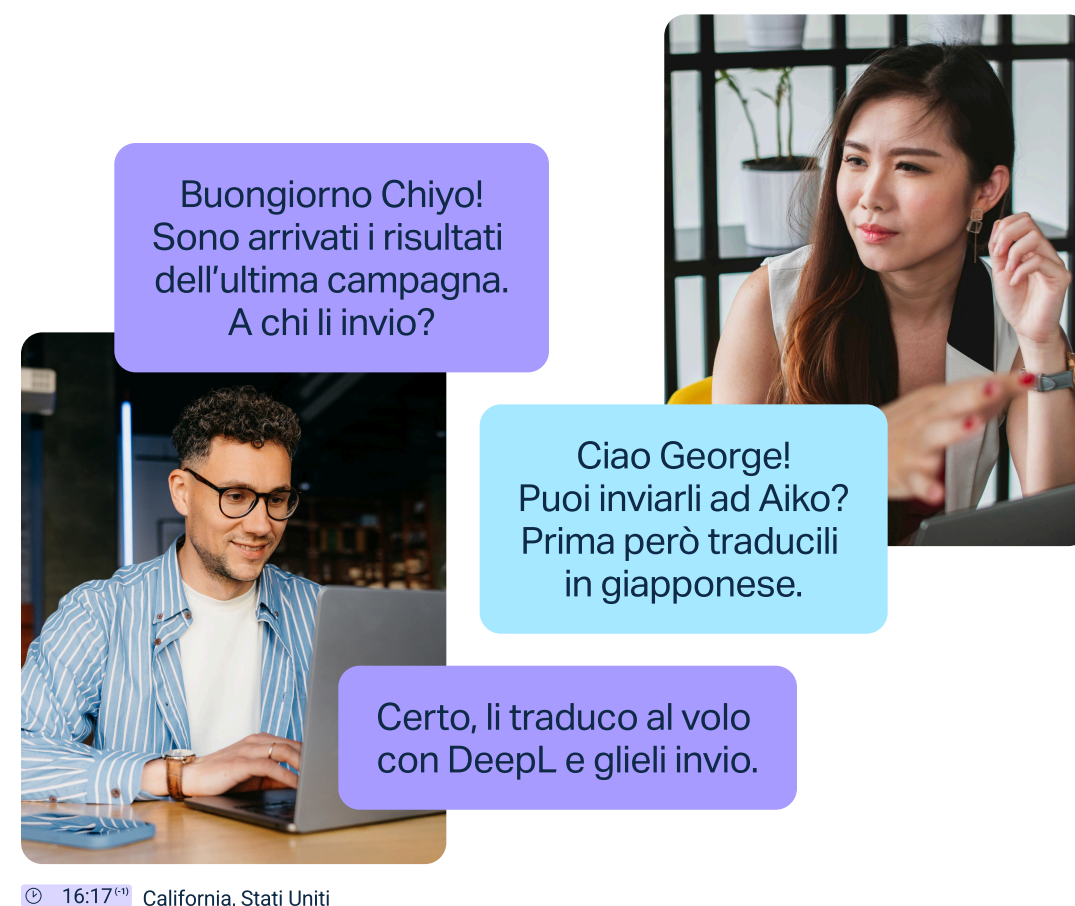 Buongiorno Chiyo!
Sono arrivati i risultati
dell’ultima campagna.
A chi li invio?
Ciao George!
Puoi inviarli ad Aiko?
Prima però traducili
in giapponese.
Certo, li traduco al volo
con DeepL e glieli invio.
16:17(-1) California, Stati Uniti